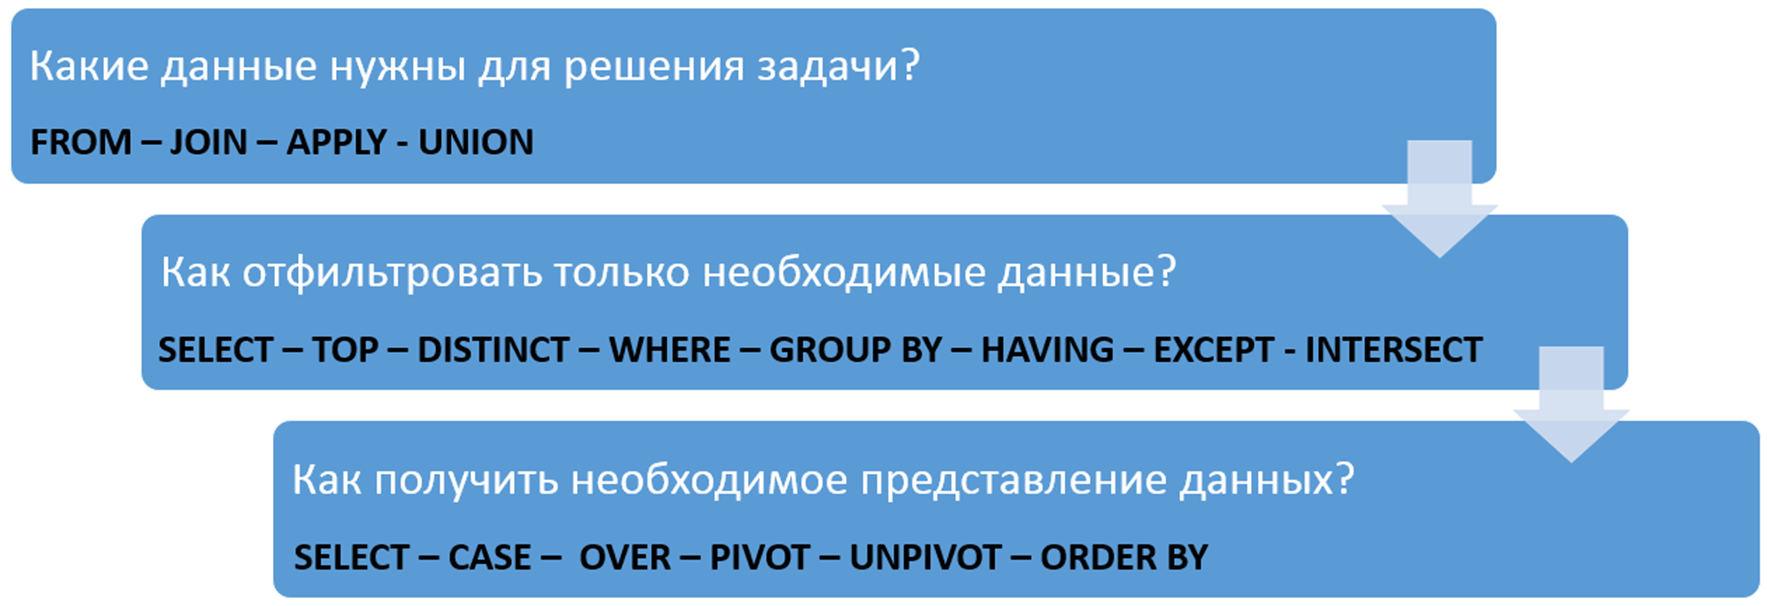 Какие данные нужны для решения задачи?
FROM – JOIN – APPLY - UNION
Как отфильтровать только необходимые данные?
SELECT – TOP – DISTINCT – WHERE – GROUP BY – HAVING – EXCEPT - INTERSECT
Как получить необходимое представление данных?
SELECT – CASE –  OVER – PIVOT – UNPIVOT – ORDER BY